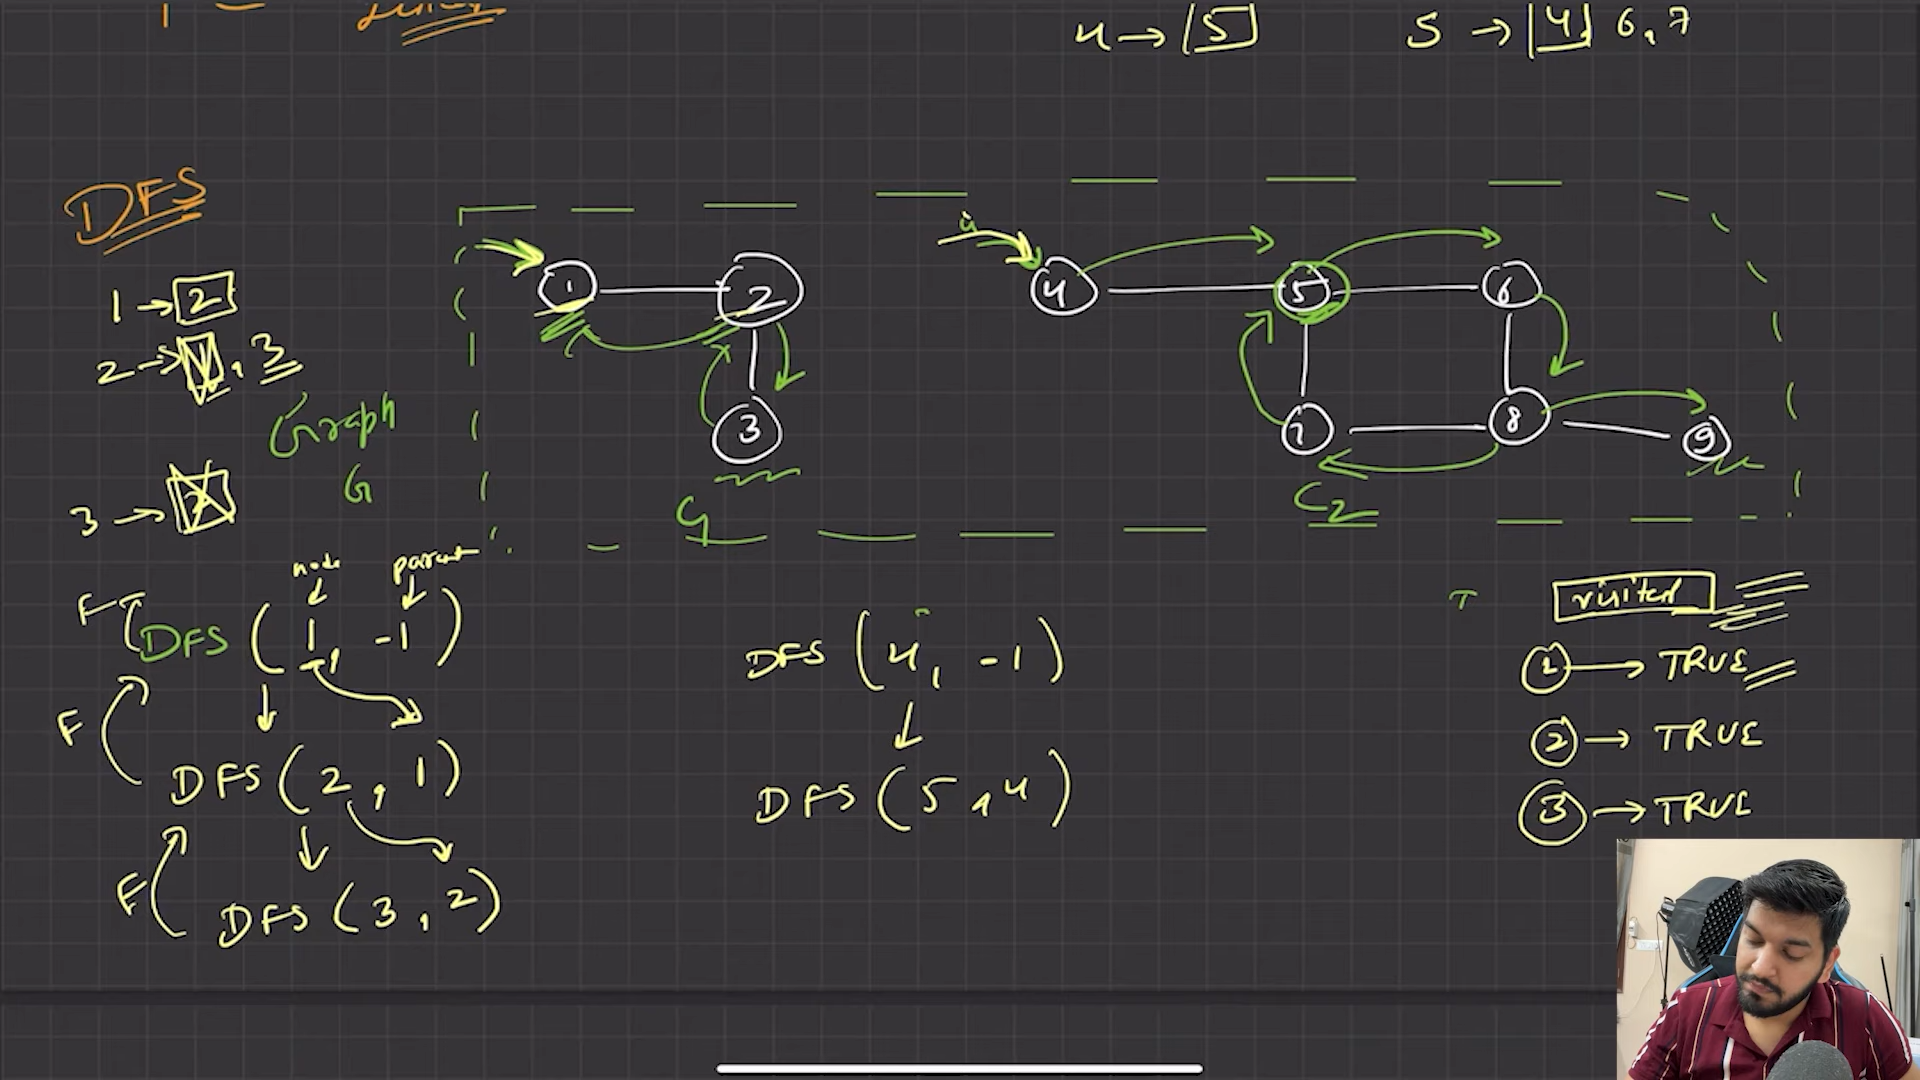 4 → 5
5 → 4, 6, 7
DFS
1 → 2
2 → 1, 3
3 → 2
Graph
G
1
2
3
C1
4
5
6
7
8
9
C2
node
parent
F
DFS (1, -1)
F
DFS (2, 1)
F
DFS (3, 2)
DFS (4, -1)
DFS (5, 4)
visited
1 → TRUE
2 → TRUE
3 → TRUE